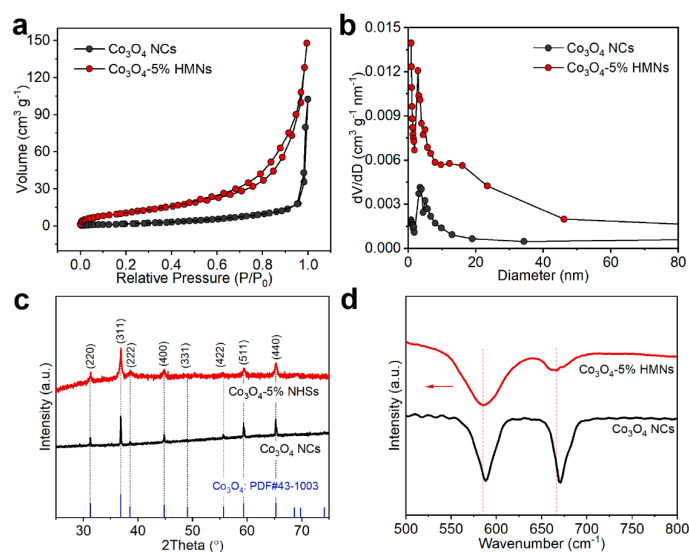 a
Co₃O₄ NCs
Co₃O₄-5% HMNs
Volume (cm³ g⁻¹)
150
120
90
60
30
0
0.0 0.2 0.4 0.6 0.8 1.0
Relative Pressure (P/P₀)
b
Co₃O₄ NCs
Co₃O₄-5% HMNs
dV/dD (cm³ g⁻¹ nm⁻¹)
0.015
0.012
0.009
0.006
0.003
0.000
0 10 20 30 40 50 60 70 80
Diameter (nm)
c
Intensity (a.u.)
(220) (311) (222) (400) (331) (422) (511) (440)
Co₃O₄-5% NHSs
Co₃O₄ NCs
Co₃O₄: PDF#43-1003
30 40 50 60 70
2Theta (°)
d
Intensity (a.u.)
Co₃O₄-5% HMNs
Co₃O₄ NCs
500 550 600 650 700 750 800
Wavenumber (cm⁻¹)